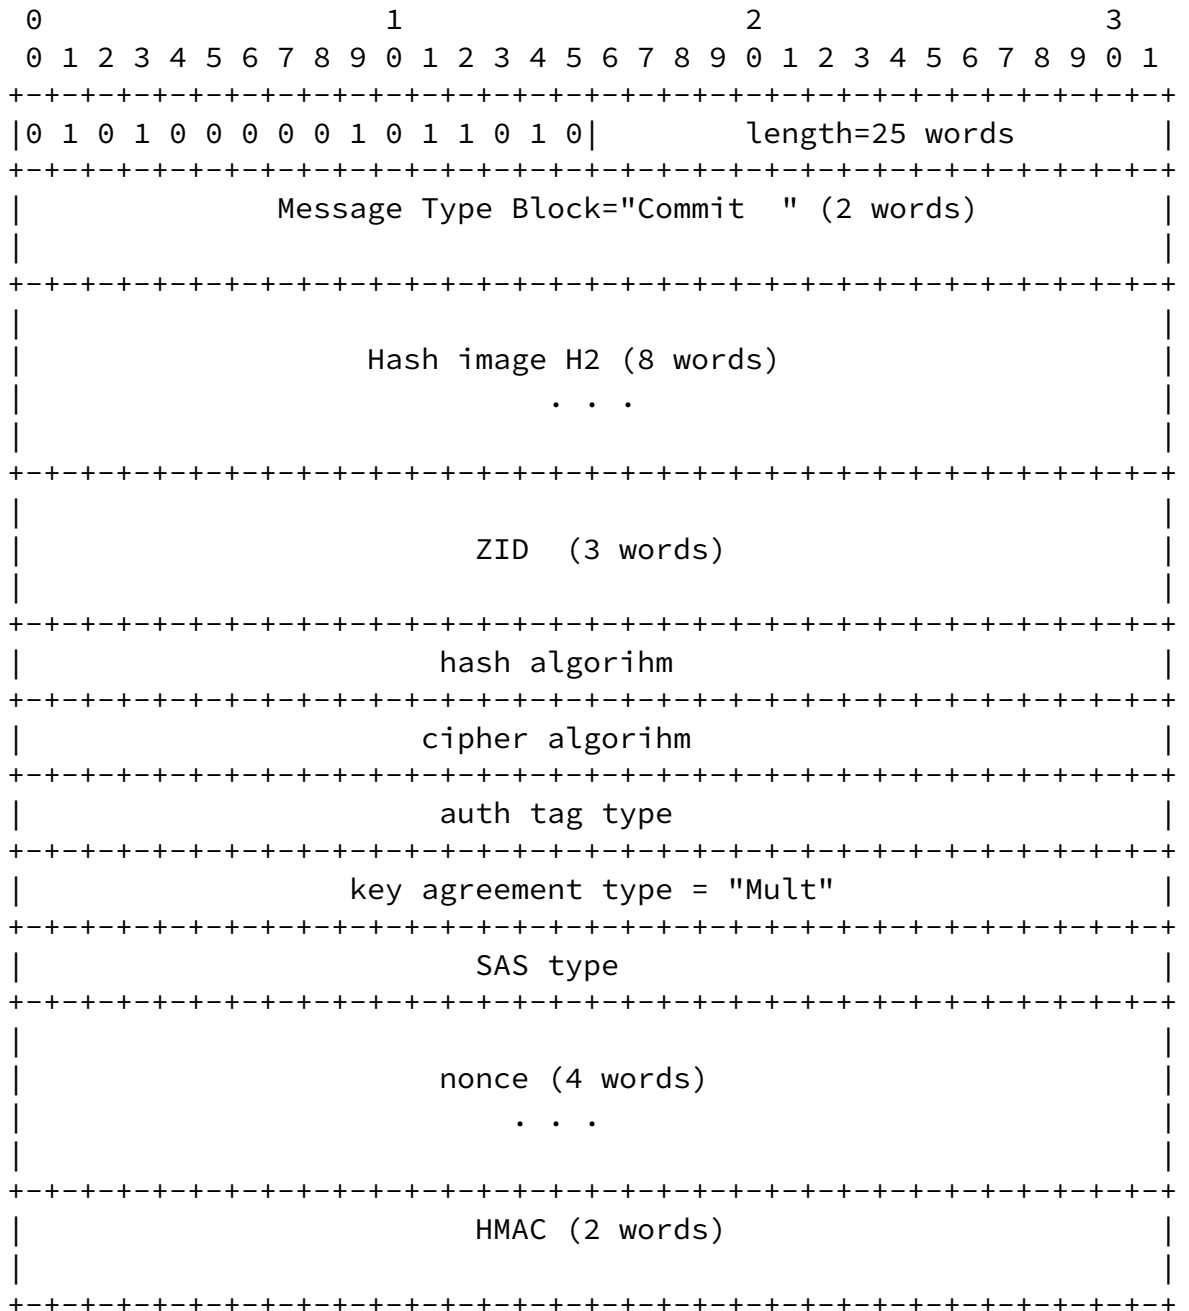 0                   1                   2                   3
 0 1 2 3 4 5 6 7 8 9 0 1 2 3 4 5 6 7 8 9 0 1 2 3 4 5 6 7 8 9 0 1
+-+-+-+-+-+-+-+-+-+-+-+-+-+-+-+-+-+-+-+-+-+-+-+-+-+-+-+-+-+-+-+-+
|0 1 0 1 0 0 0 0 0 1 0 1 1 0 1 0|        length=25 words        |
+-+-+-+-+-+-+-+-+-+-+-+-+-+-+-+-+-+-+-+-+-+-+-+-+-+-+-+-+-+-+-+-+
|              Message Type Block="Commit  " (2 words)          |
|                                                               |
+-+-+-+-+-+-+-+-+-+-+-+-+-+-+-+-+-+-+-+-+-+-+-+-+-+-+-+-+-+-+-+-+
|                                                               |
|                   Hash image H2 (8 words)                     |
|                             . . .                             |
|                                                               |
+-+-+-+-+-+-+-+-+-+-+-+-+-+-+-+-+-+-+-+-+-+-+-+-+-+-+-+-+-+-+-+-+
|                                                               |
|                         ZID  (3 words)                        |
|                                                               |
+-+-+-+-+-+-+-+-+-+-+-+-+-+-+-+-+-+-+-+-+-+-+-+-+-+-+-+-+-+-+-+-+
|                       hash algorihm                           |
+-+-+-+-+-+-+-+-+-+-+-+-+-+-+-+-+-+-+-+-+-+-+-+-+-+-+-+-+-+-+-+-+
|                      cipher algorihm                          |
+-+-+-+-+-+-+-+-+-+-+-+-+-+-+-+-+-+-+-+-+-+-+-+-+-+-+-+-+-+-+-+-+
|                       auth tag type                           |
+-+-+-+-+-+-+-+-+-+-+-+-+-+-+-+-+-+-+-+-+-+-+-+-+-+-+-+-+-+-+-+-+
|                  key agreement type = "Mult"                  |
+-+-+-+-+-+-+-+-+-+-+-+-+-+-+-+-+-+-+-+-+-+-+-+-+-+-+-+-+-+-+-+-+
|                         SAS type                              |
+-+-+-+-+-+-+-+-+-+-+-+-+-+-+-+-+-+-+-+-+-+-+-+-+-+-+-+-+-+-+-+-+
|                                                               |
|                       nonce (4 words)                         |
|                           . . .                               |
|                                                               |
+-+-+-+-+-+-+-+-+-+-+-+-+-+-+-+-+-+-+-+-+-+-+-+-+-+-+-+-+-+-+-+-+
|                         HMAC (2 words)                        |
|                                                               |
+-+-+-+-+-+-+-+-+-+-+-+-+-+-+-+-+-+-+-+-+-+-+-+-+-+-+-+-+-+-+-+-+